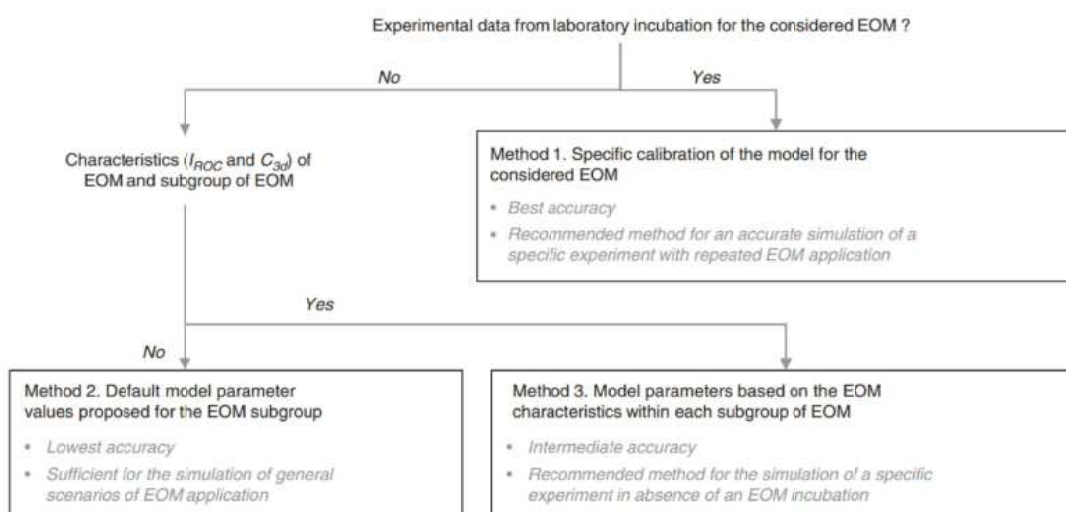 Experimental data from laboratory incubation for the considered EOM ?
No
Yes
Characteristics (I_ROC and C_3d) of
EOM and subgroup of EOM
Method 1. Specific calibration of the model for the
considered EOM
• Best accuracy
• Recommended method for an accurate simulation of a
specific experiment with repeated EOM application
Yes
No
Method 2. Default model parameter
values proposed for the EOM subgroup
• Lowest accuracy
• Sufficient for the simulation of general
scenarios of EOM application
Method 3. Model parameters based on the EOM
characteristics within each subgroup of EOM
• Intermediate accuracy
• Recommended method for the simulation of a specific
experiment in absence of an EOM incubation